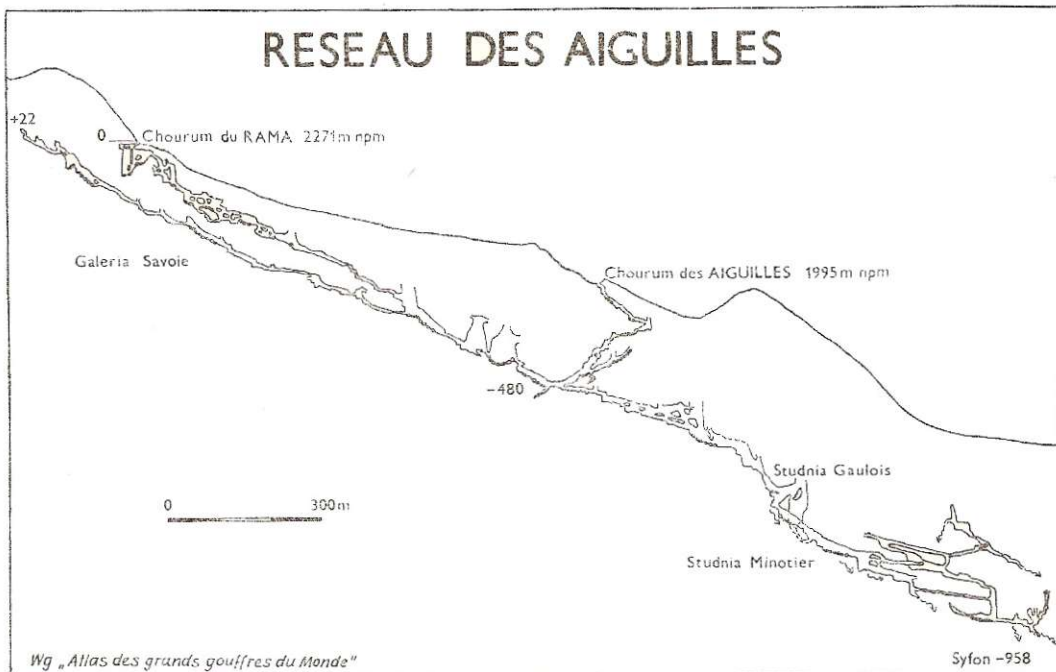 RESEAU DES AIGUILLES
+22
0 Chourum du RAMA 2271m npm
Galeria Savoie
Chourum des AIGUILLES 1995m npm
-480
Studnia Gaulois
0 300m
Studnia Minotier
Wg „Atlas des grands gouffres du Monde"
Syfon -958